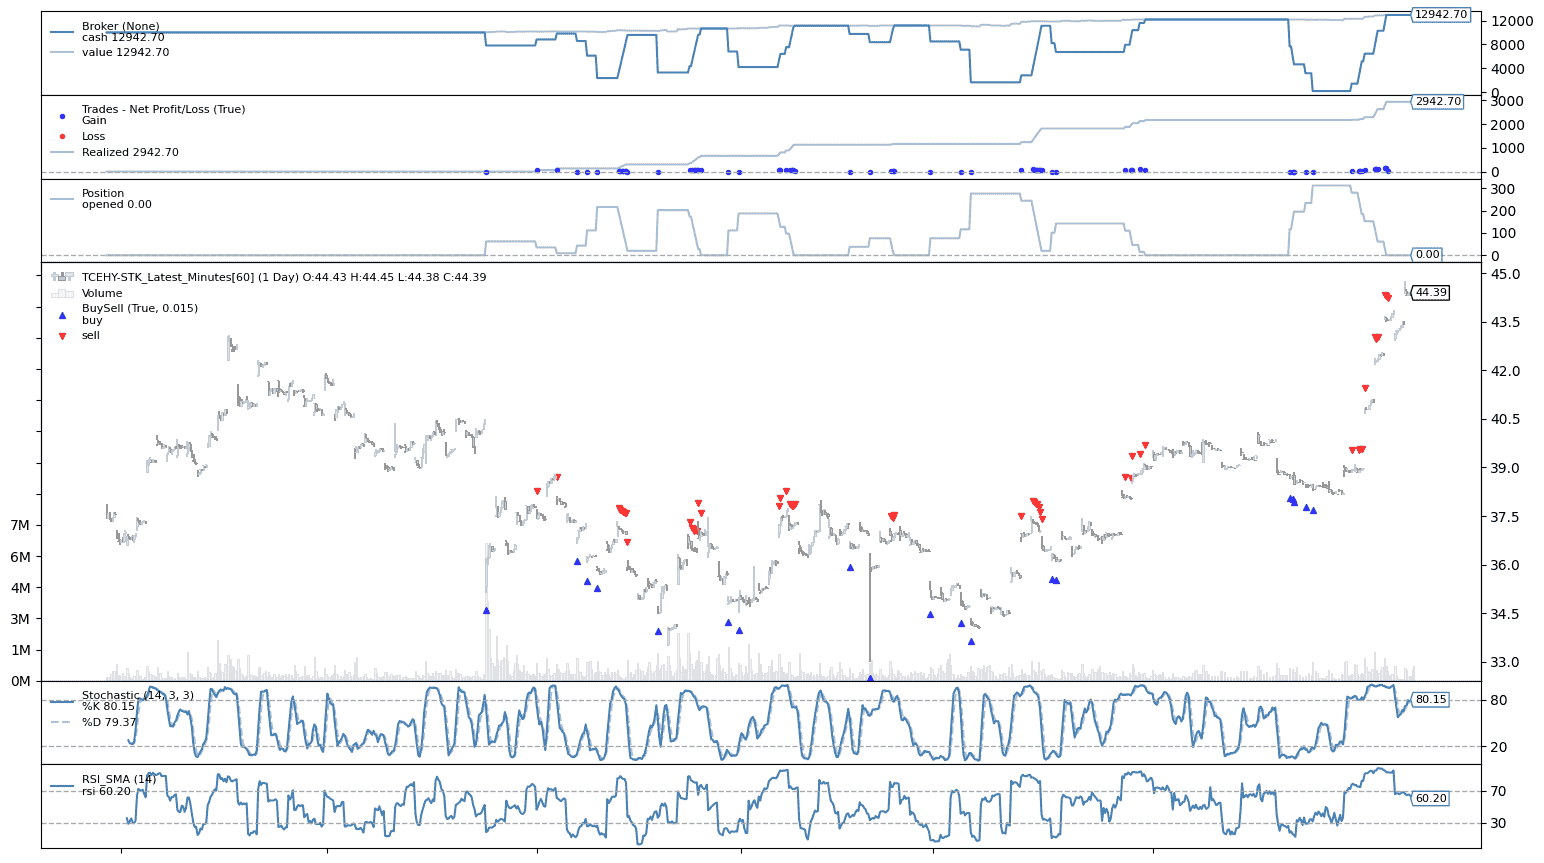 Broker (None)
cash 12942.70
value 12942.70
12942.70
12000
8000
4000
0
Trades - Net Profit/Loss (True)
Gain
Loss
Realized 2942.70
2942.70
3000
2000
1000
0
Position
opened 0.00
300
200
100
0
0.00
TCEHY-STK_Latest_Minutes[60] (1 Day) O:44.43 H:44.45 L:44.38 C:44.39
Volume
BuySell (True, 0.015)
buy
sell
45.0
44.39
43.5
42.0
40.5
39.0
37.5
36.0
34.5
33.0
7M
6M
4M
3M
1M
0M
Stochastic (14, 3, 3)
%K 80.15
%D 79.37
80.15
80
20
RSI_SMA (14)
rsi 60.20
70
60.20
30